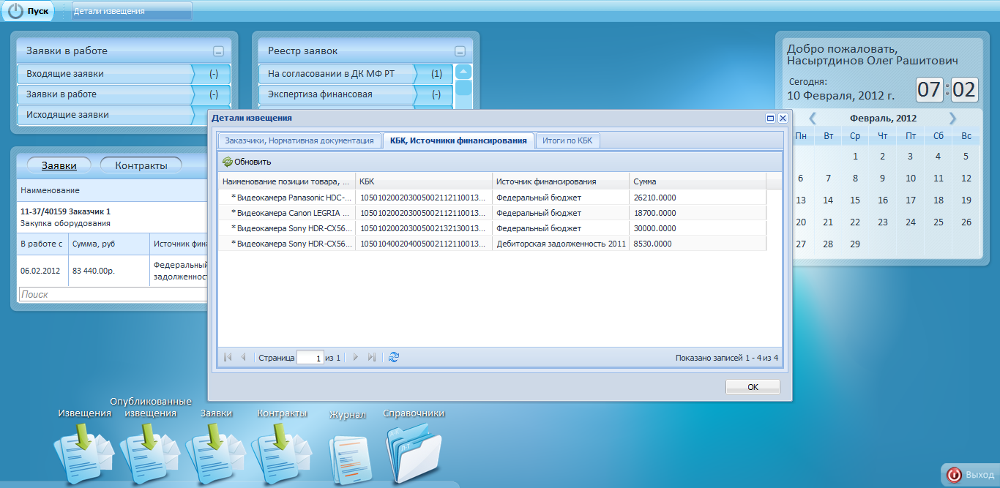 Пуск
Детали извещения
Заявки в работе
Входящие заявки (-)
Заявки в работе (-)
Исходящие заявки
Реестр заявок
На согласовании в ДК МФ РТ (1)
Экспертиза финансовая (-)
Добро пожаловать,
Насыртдинов Олег Рашитович
Сегодня:
10 Февраля, 2012 г.
07:02
Февраль, 2012
Пн Вт Ср Чт Пт Сб Вс
1 2 3 4 5
6 7 8 9 10 11 12
13 14 15 16 17 18 19
20 21 22 23 24 25 26
27 28 29
Заявки Контракты
Наименование
11-37/40159 Заказчик 1
Закупка оборудования
В работе с Сумма, руб Источник фин
06.02.2012 83 440.00р. Федеральный
задолженност
Поиск
Детали извещения
Заказчики, Нормативная документация КБК, Источники финансирования Итоги по КБК
Обновить
Наименование позиции товара, ... КБК Источник финансирования Сумма
*Видеокамера Panasonic HDC-... 10501020020300500211211001​3... Федеральный бюджет 26210.0000
*Видеокамера Canon LEGRIA ... 105010200203005002112110013... Федеральный бюджет 18700.0000
*Видеокамера Sony HDR-CX56... 105010200203005002132130013... Федеральный бюджет 30000.0000
*Видеокамера Sony HDR-CX56... 105010400204005002112110013... Дебиторская задолженность 2011 8530.0000
Страница 1 из 1
Показано записей 1 - 4 из 4
OK
Извещения
Опубликованные
извещения
Заявки
Контракты
Журнал
Справочники
Выход